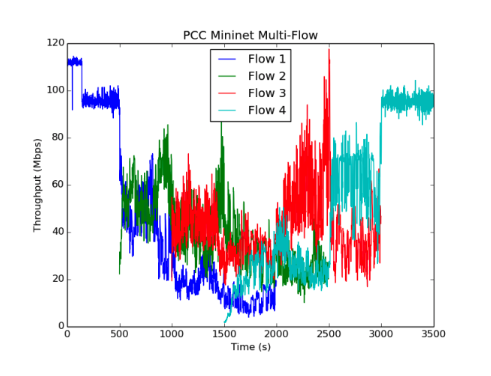 PCC Mininet Multi-Flow
120
100
80
60
40
20
0
Throughput (Mbps)
Flow 1
Flow 2
Flow 3
Flow 4
0 500 1000 1500 2000 2500 3000 3500
Time (s)